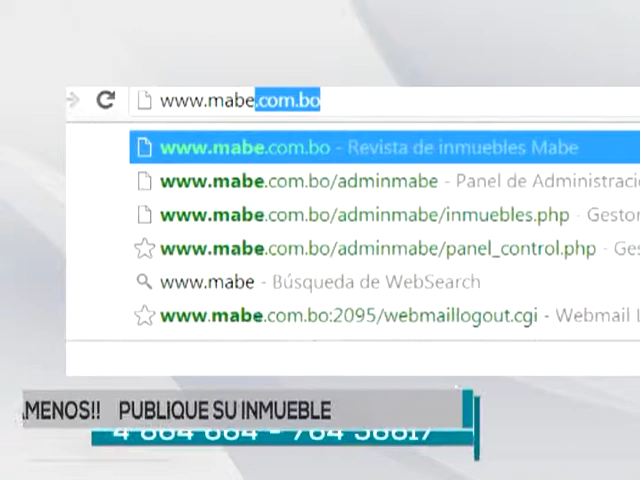 www.mabe.com.bo
www.mabe.com.bo - Revista de inmuebles Mabe
www.mabe.com.bo/adminmabe - Panel de Administraci
www.mabe.com.bo/adminmabe/inmuebles.php - Gestor
www.mabe.com.bo/adminmabe/panel_control.php - Ges
www.mabe - Búsqueda de WebSearch
www.mabe.com.bo:2095/webmaillogout.cgi - Webmail L
AMENOS!! PUBLIQUE SU INMUEBLE